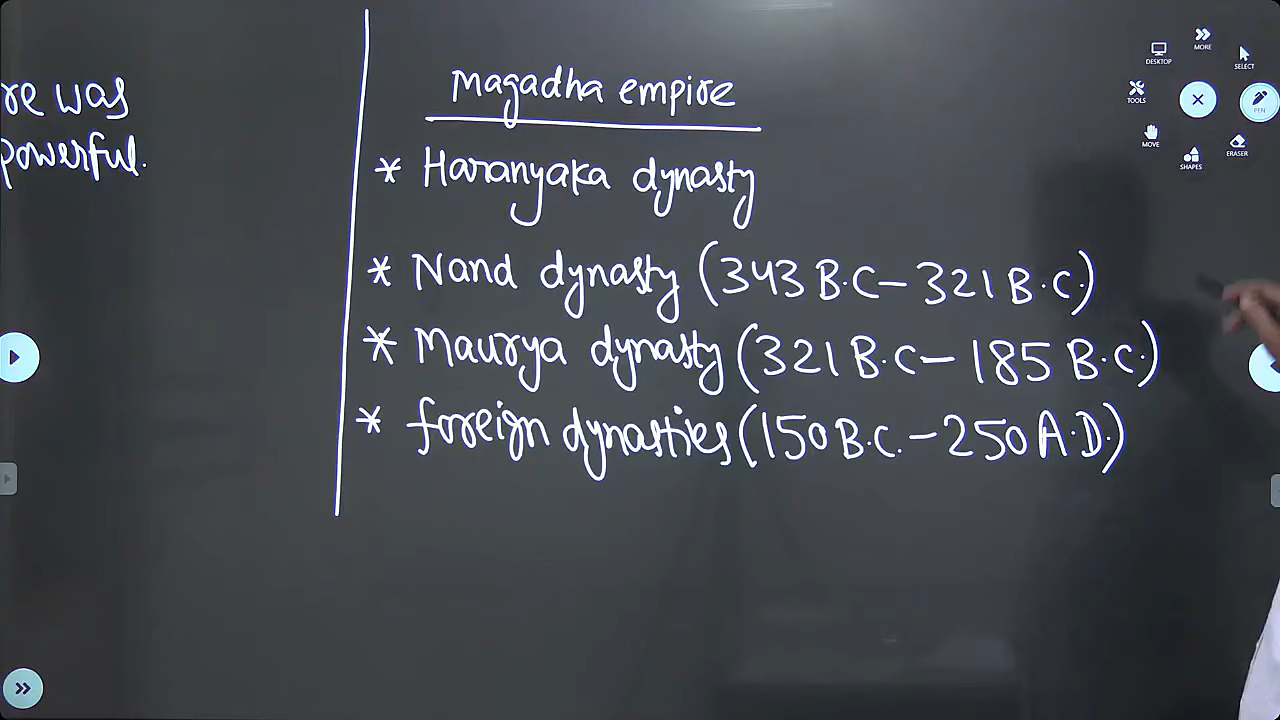 re was
powerful.
Magadha empire
* Haranyaka dynasty
* Nand dynasty (343 B.C – 321 B.C.)
* Maurya dynasty (321 B.C – 185 B.C.)
* foreign dynasties (150 B.C. – 250 A.D.)
DESKTOP
MORE
SELECT
TOOLS
PEN
MOVE
SHAPES
ERASER